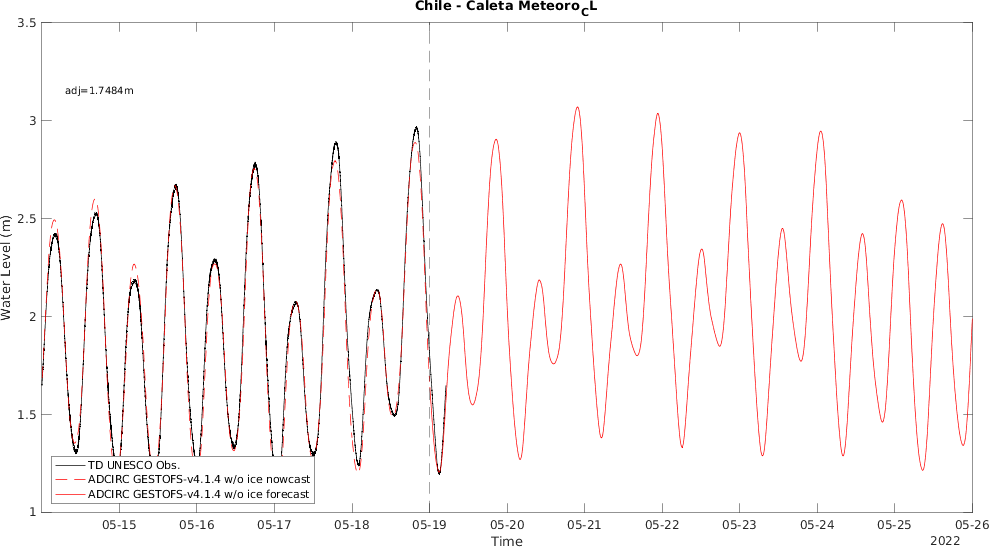 Chile - Caleta Meteoro_CL
adj=1.7484m
Water Level (m)
3.5
3
2.5
2
1.5
1
TD UNESCO Obs.
ADCIRC GESTOFS-v4.1.4 w/o ice nowcast
ADCIRC GESTOFS-v4.1.4 w/o ice forecast
05-15 05-16 05-17 05-18 05-19 05-20 05-21 05-22 05-23 05-24 05-25 05-26
Time
2022